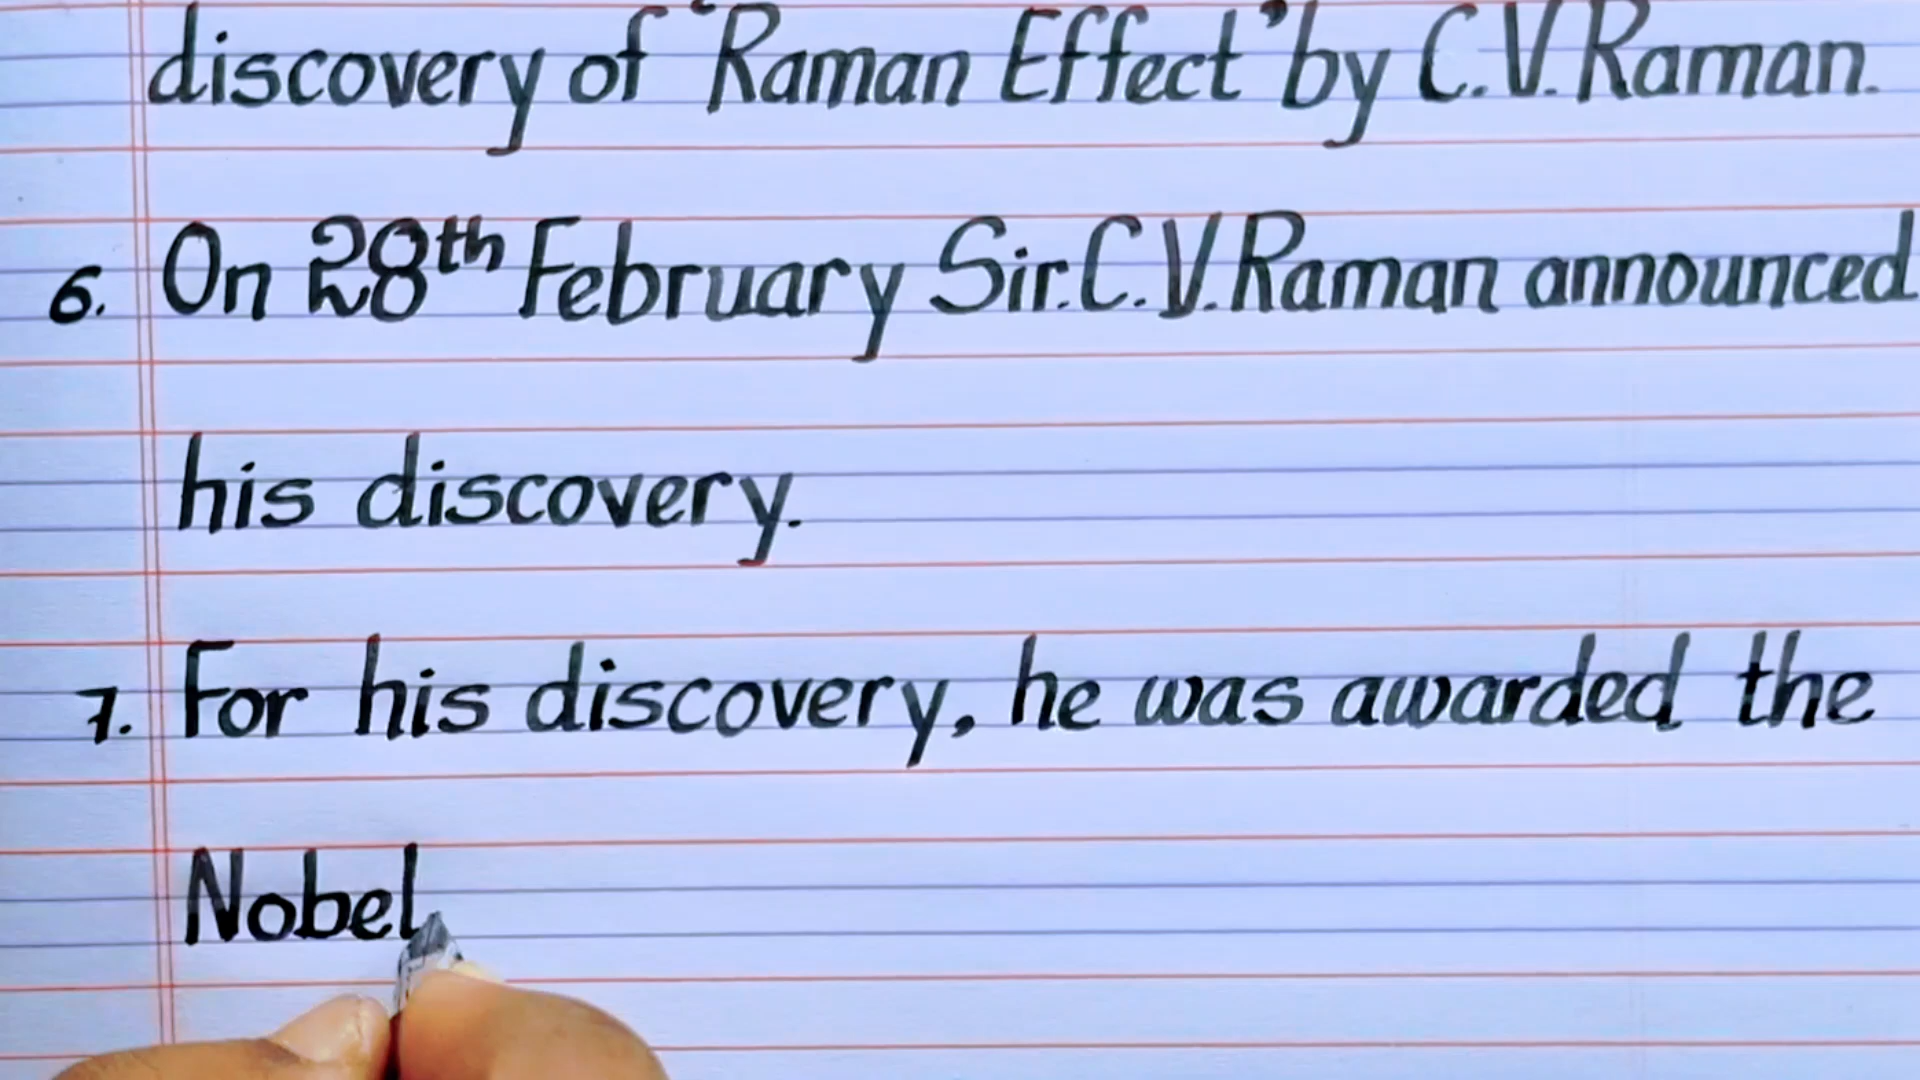 discovery of "Raman Effect" by C.V. Raman.
6. On 28th February Sir. C.V. Raman announced
his discovery.
7. For his discovery, he was awarded the
Nobel